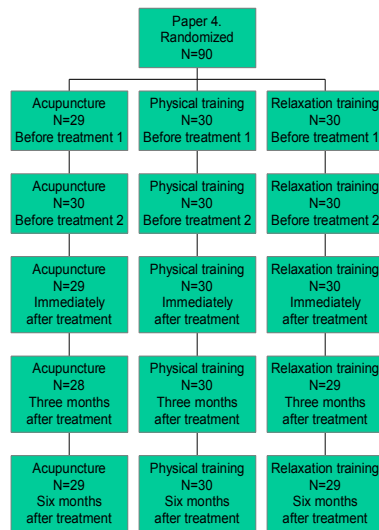 Paper 4.
Randomized
N=90
Acupuncture
N=29
Before treatment 1
Physical training
N=30
Before treatment 1
Relaxation training
N=30
Before treatment 1
Acupuncture
N=30
Before treatment 2
Physical training
N=30
Before treatment 2
Relaxation training
N=30
Before treatment 2
Acupuncture
N=29
Immediately
after treatment
Physical training
N=30
Immediately
after treatment
Relaxation training
N=30
Immediately
after treatment
Acupuncture
N=28
Three months
after treatment
Physical training
N=30
Three months
after treatment
Relaxation training
N=29
Three months
after treatment
Acupuncture
N=29
Six months
after treatment
Physical training
N=30
Six months
after treatment
Relaxation training
N=29
Six months
after treatment